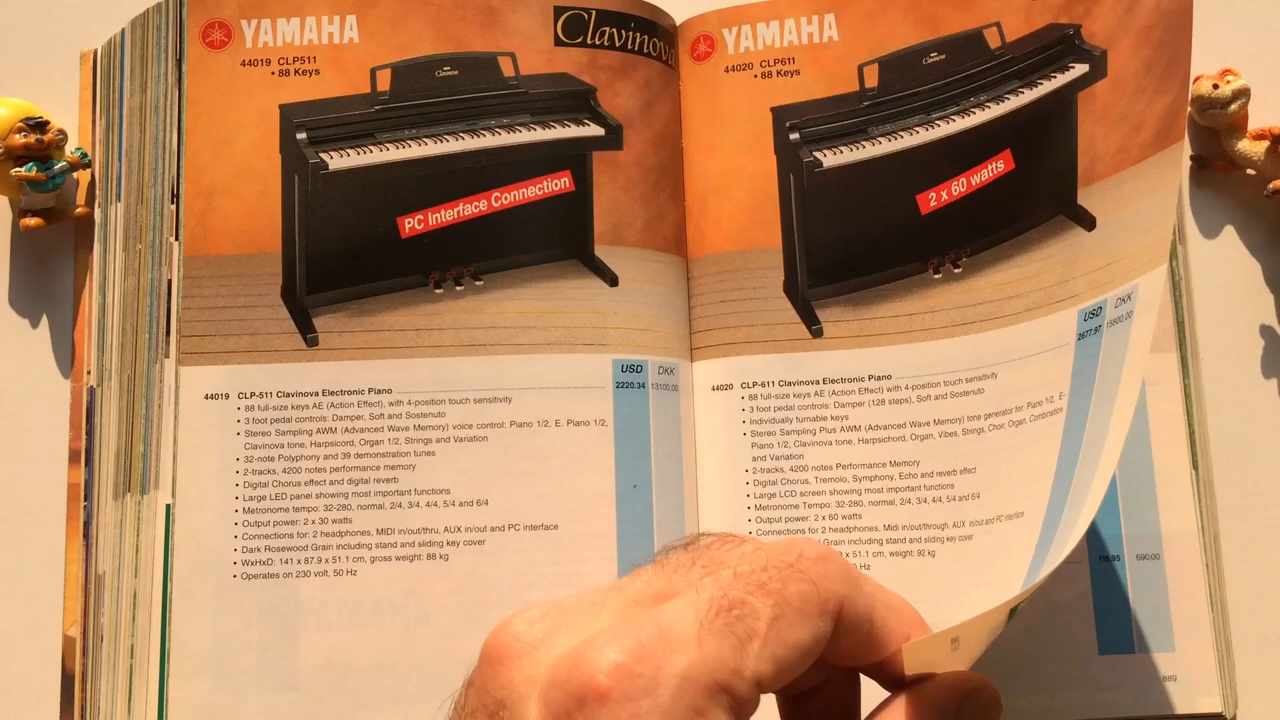 YAMAHA
44019 CLP511
• 88 Keys
Clavinova
Clavinova
PC Interface Connection
USD DKK
44019 CLP-511 Clavinova Electronic Piano 2220.34 13100.00
• 88 full-size keys AE (Action Effect), with 4-position touch sensitivity
• 3 foot pedal controls: Damper, Soft and Sostenuto
• Stereo Sampling AWM (Advanced Wave Memory) voice control: Piano 1/2, E. Piano 1/2,
Clavinova tone, Harpsicord, Organ 1/2, Strings and Variation
• 32-note Polyphony and 39 demonstration tunes
• 2-tracks, 4200 notes performance memory
• Digital Chorus effect and digital reverb
• Large LED panel showing most important functions
• Metronome tempo: 32-280, normal, 2/4, 3/4, 4/4, 5/4 and 6/4
• Output power: 2 x 30 watts
• Connections for: 2 headphones, MIDI in/out/thru, AUX in/out and PC interface
• Dark Rosewood Grain including stand and sliding key cover
• WxHxD: 141 x 87.9 x 51.1 cm, gross weight: 88 kg
• Operates on 230 volt, 50 Hz
YAMAHA
44020 CLP611
• 88 Keys
Clavinova
2 x 60 watts
USD DKK
44020 CLP-611 Clavinova Electronic Piano 2677.97 15800.00
• 88 full-size keys AE (Action Effect) with 4-position touch sensitivity
• 3 foot pedal controls: Damper (128 steps), Soft and Sostenuto
• Individually turnable keys
• Stereo Sampling Plus AWM (Advanced Wave Memory) tone generator for: Piano 1/2, E-
Piano 1/2, Clavinova tone, Harpsichord, Organ, Vibes, Strings, Choir, Organ, Combination
and Variation
• 2-tracks, 4200 notes Performance Memory
• Digital Chorus, Tremolo, Symphony, Echo and reverb effect
• Large LCD screen showing most important functions
• Metronome Tempo: 32-280, normal, 2/4, 3/4, 4/4, 5/4 and 6/4
• Output power: 2 x 60 watts
• Connections for 2 headphones, Midi in/out/through, AUX in/out and PC interface
Grain including stand and sliding key cover
x 51.1 cm, weight: 92 kg
Hz
690.00
889